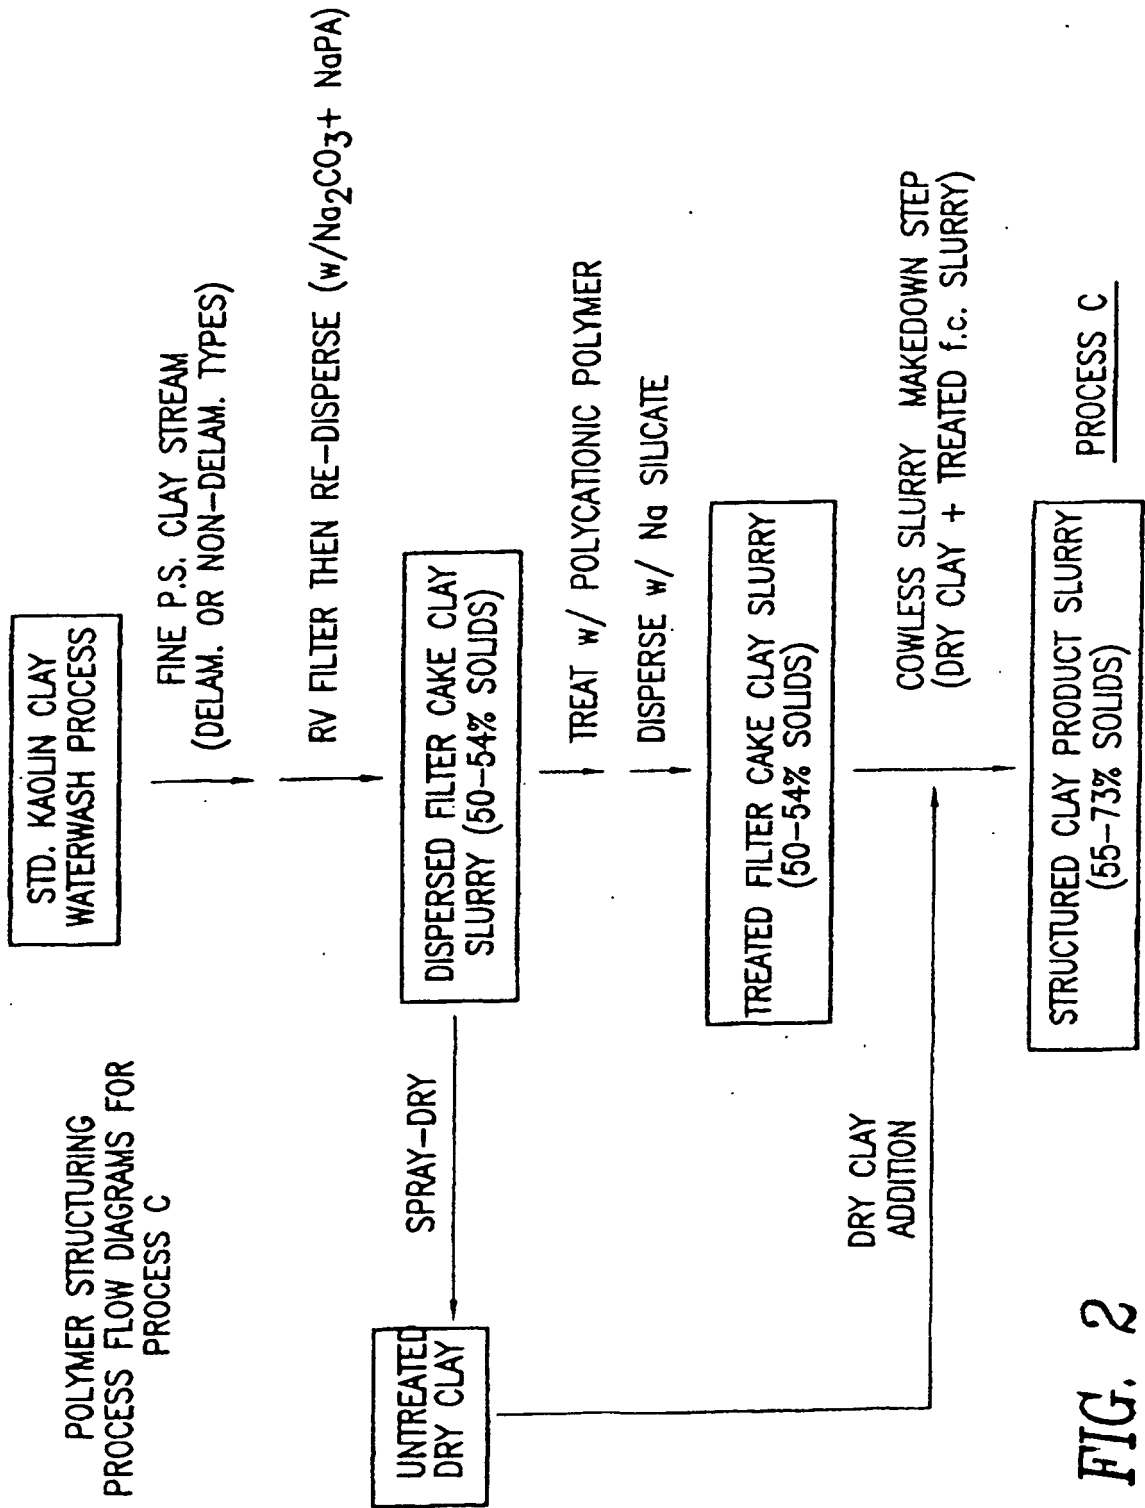 POLYMER STRUCTURING
PROCESS FLOW DIAGRAMS FOR
PROCESS C
STD. KAOLIN CLAY
WATERWASH PROCESS
FINE P.S. CLAY STREAM
(DELAM. OR NON-DELAM. TYPES)
RV FILTER THEN RE-DISPERSE (w/Na₂CO₃+ NaPA)
DISPERSED FILTER CAKE CLAY
SLURRY (50-54% SOLIDS)
SPRAY-DRY
UNTREATED
DRY CLAY
TREAT w/ POLYCATIONIC POLYMER
DISPERSE w/ Na SILICATE
TREATED FILTER CAKE CLAY SLURRY
(50-54% SOLIDS)
DRY CLAY
ADDITION
COWLESS SLURRY MAKEDOWN STEP
(DRY CLAY + TREATED f.c. SLURRY)
STRUCTURED CLAY PRODUCT SLURRY
(55-73% SOLIDS)
PROCESS C
FIG. 2